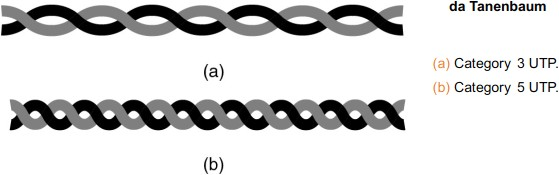 da Tanenbaum
(a)
(a) Category 3 UTP.
(b) Category 5 UTP.
(b)